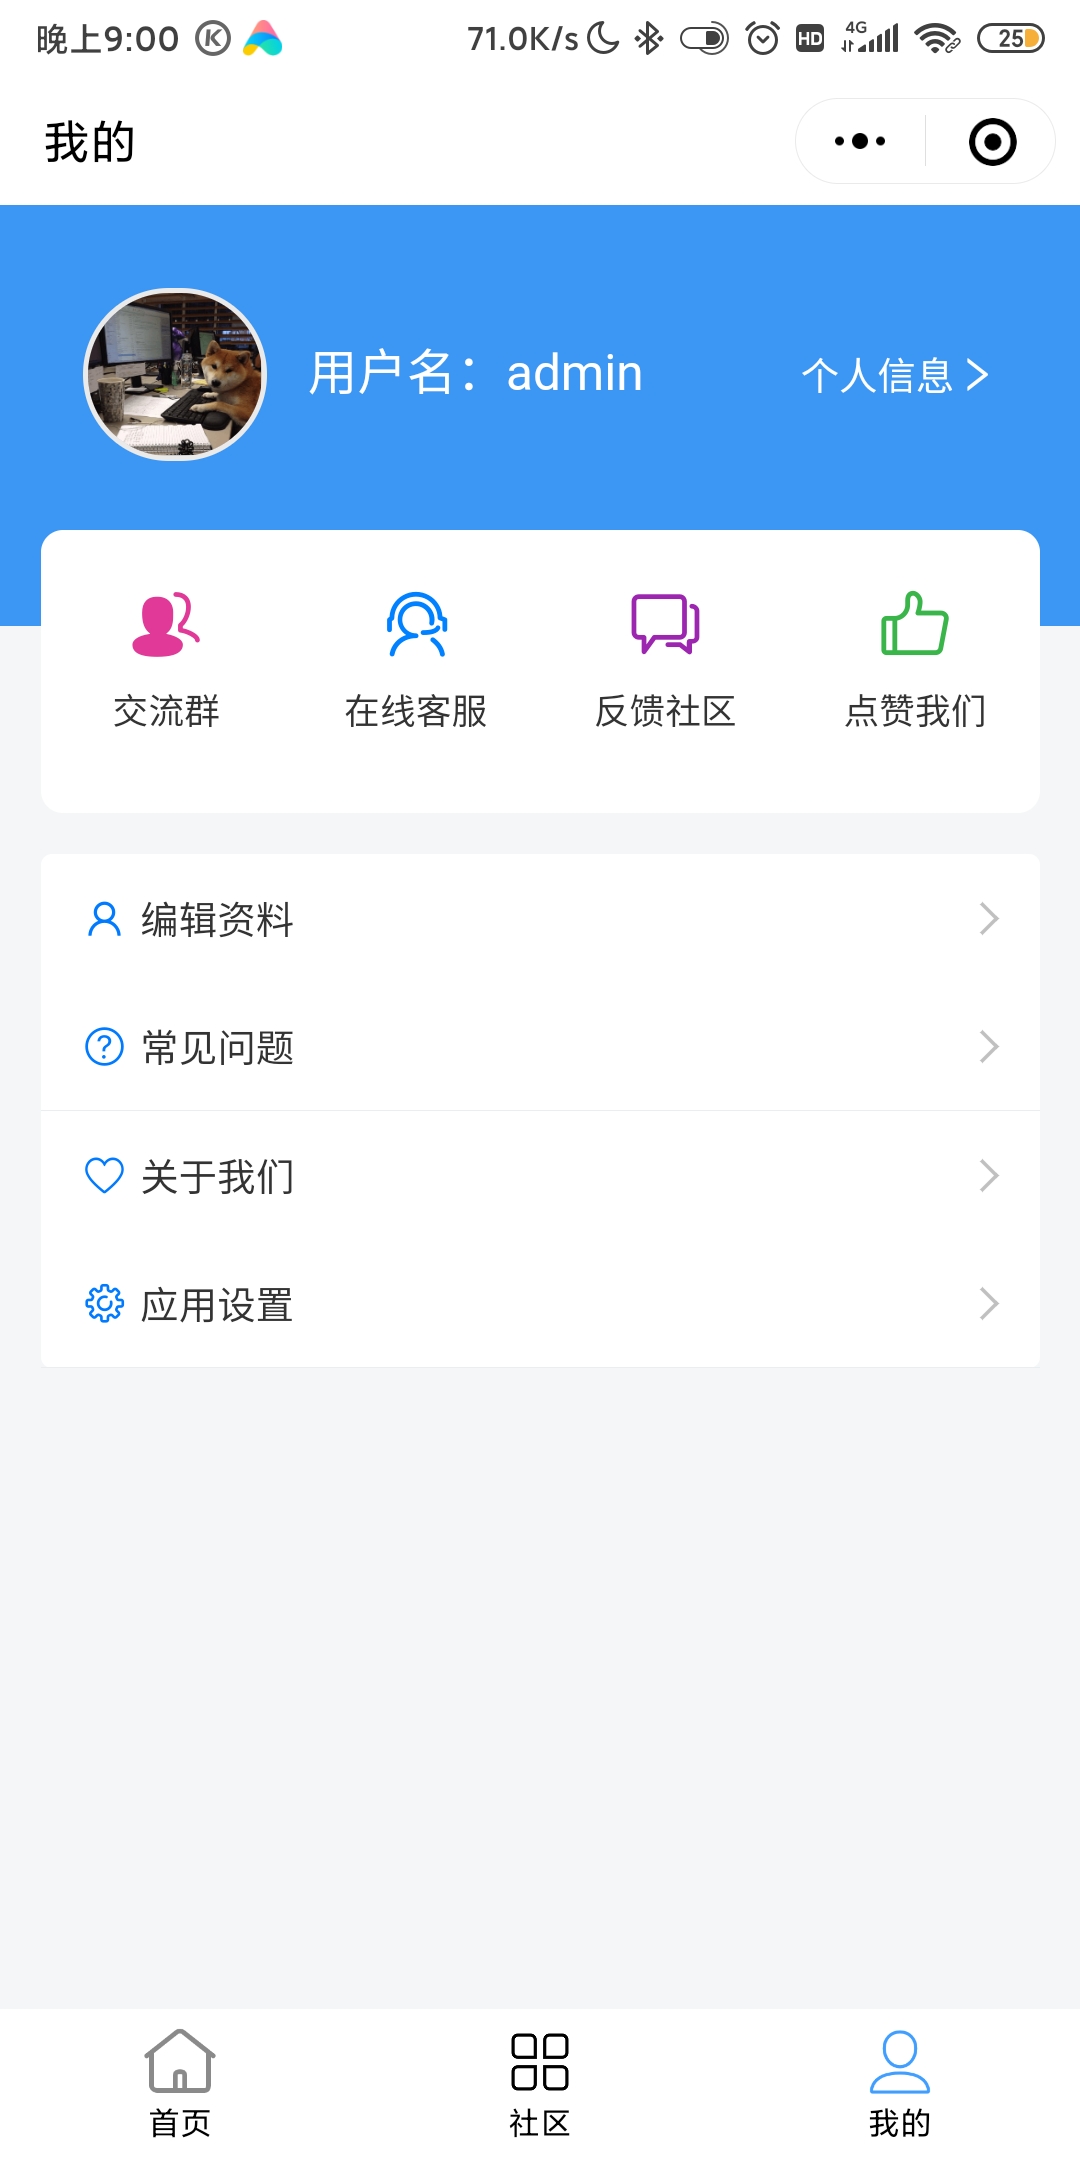 晚上9:00 71.0K/s HD 4G 25
我的
用户名：admin 个人信息
交流群 在线客服 反馈社区 点赞我们
编辑资料
常见问题
关于我们
应用设置
首页 社区 我的